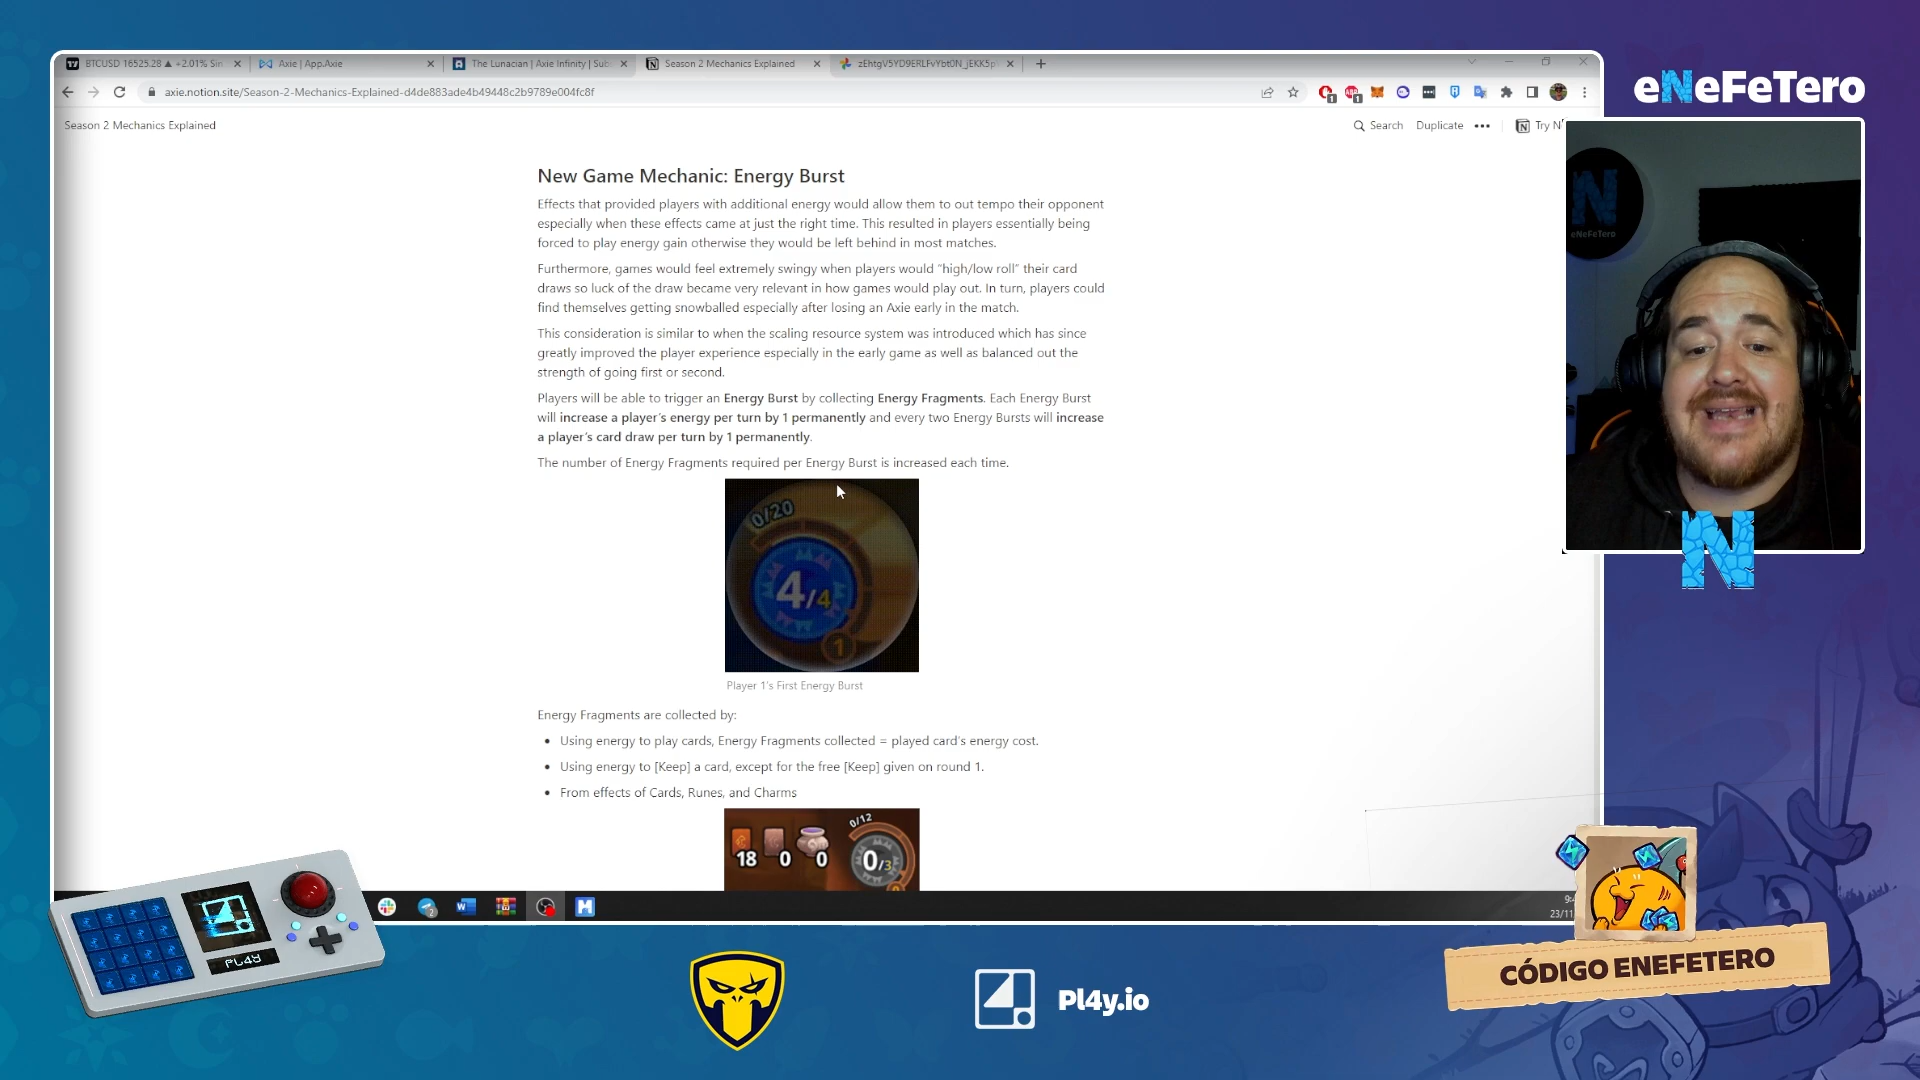 BTCUSD 16525.28 ▲ +2.01% Sin
Axie | App.Axie
The Lunacian | Axie Infinity | Sub
Season 2 Mechanics Explained
eNeFeTero
axie.notion.site/Season-2-Mechanics-Explained-d4de883ade4b49448c2b9789e004fc8f
Season 2 Mechanics Explained
Search
Duplicate
Try N
New Game Mechanic: Energy Burst
Effects that provided players with additional energy would allow them to out tempo their opponent
especially when these effects came at just the right time. This resulted in players essentially being
forced to play energy gain otherwise they would be left behind in most matches.
eNeFeTero
Furthermore, games would feel extremely swingy when players would “high/low roll” their card
draws so luck of the draw became very relevant in how games would play out. In turn, players could
find themselves getting snowballed especially after losing an Axie early in the match.
This consideration is similar to when the scaling resource system was introduced which has since
greatly improved the player experience especially in the early game as well as balanced out the
strength of going first or second.
Players will be able to trigger an Energy Burst by collecting Energy Fragments. Each Energy Burst
will increase a player's energy per turn by 1 permanently and every two Energy Bursts will increase
a player's card draw per turn by 1 permanently.
The number of Energy Fragments required per Energy Burst is increased each time.
0/20
4/4
1
N
Player 1's First Energy Burst
Energy Fragments are collected by:
• Using energy to play cards, Energy Fragments collected = played card's energy cost.
• Using energy to [Keep] a card, except for the free [Keep] given on round 1.
• From effects of Cards, Runes, and Charms
0/12
18 0 0 0/3
23/11
PL4Y
CÓDIGO ENEFETERO
Pl4y.io